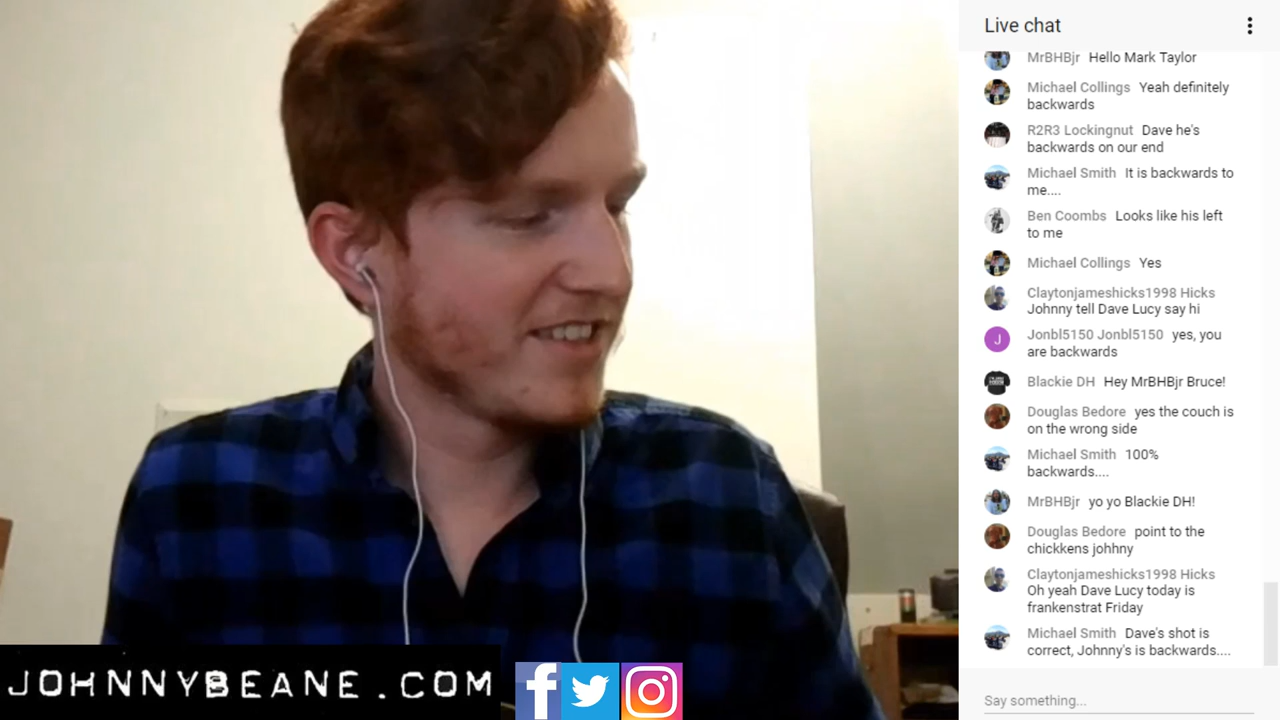 Live chat
MrBHBjr Hello Mark Taylor
Michael Collings Yeah definitely
backwards
R2R3 Lockingnut Dave he's
backwards on our end
Michael Smith It is backwards to
me....
Ben Coombs Looks like his left
to me
Michael Collings Yes
Claytonjameshicks1998 Hicks
Johnny tell Dave Lucy say hi
J
Jonbl5150 Jonbl5150 yes, you
are backwards
Blackie DH Hey MrBHBjr Bruce!
Douglas Bedore yes the couch is
on the wrong side
Michael Smith 100%
backwards....
MrBHBjr yo yo Blackie DH!
Douglas Bedore point to the
chickkens johhny
Claytonjameshicks1998 Hicks
Oh yeah Dave Lucy today is
frankenstrat Friday
Michael Smith Dave's shot is
correct, Johnny's is backwards....
Say something...
JOHNNYBEANE.COM
f